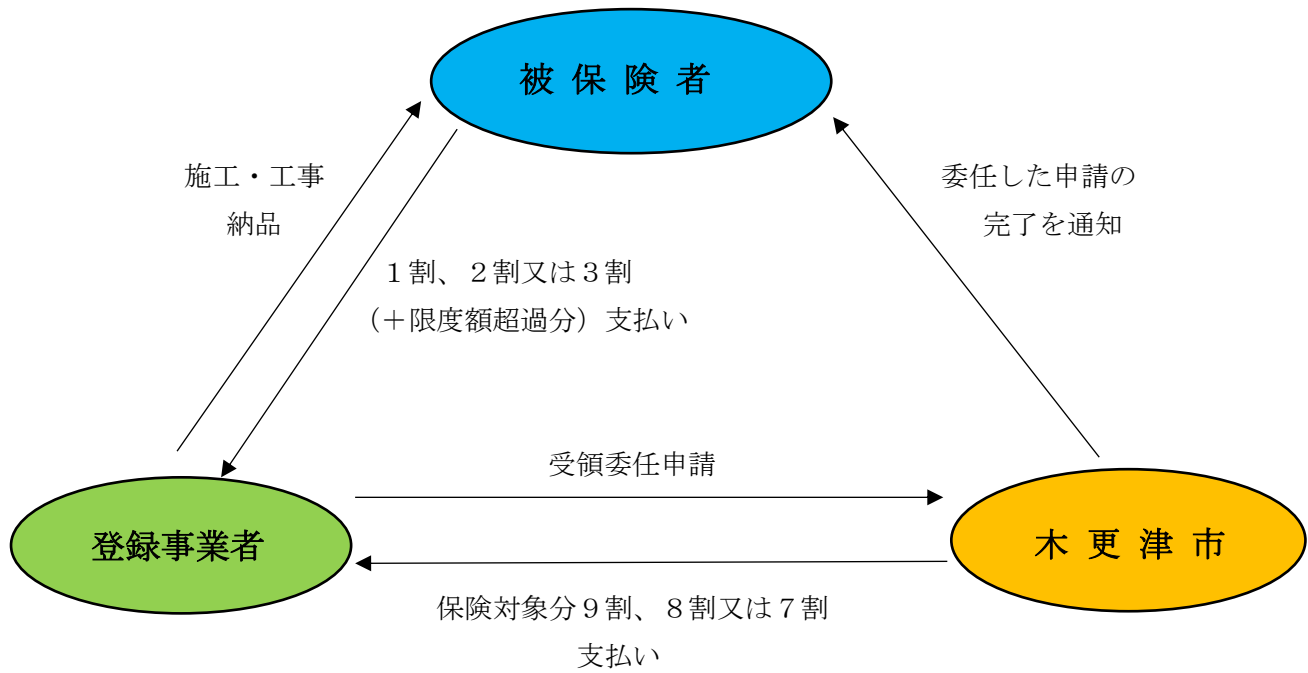 被 保 険 者
施工・工事
納品
委任した申請の
完了を通知
１割、２割又は３割
（＋限度額超過分）支払い
受領委任申請
登録事業者
木 更 津 市
保険対象分９割、８割又は７割
支払い